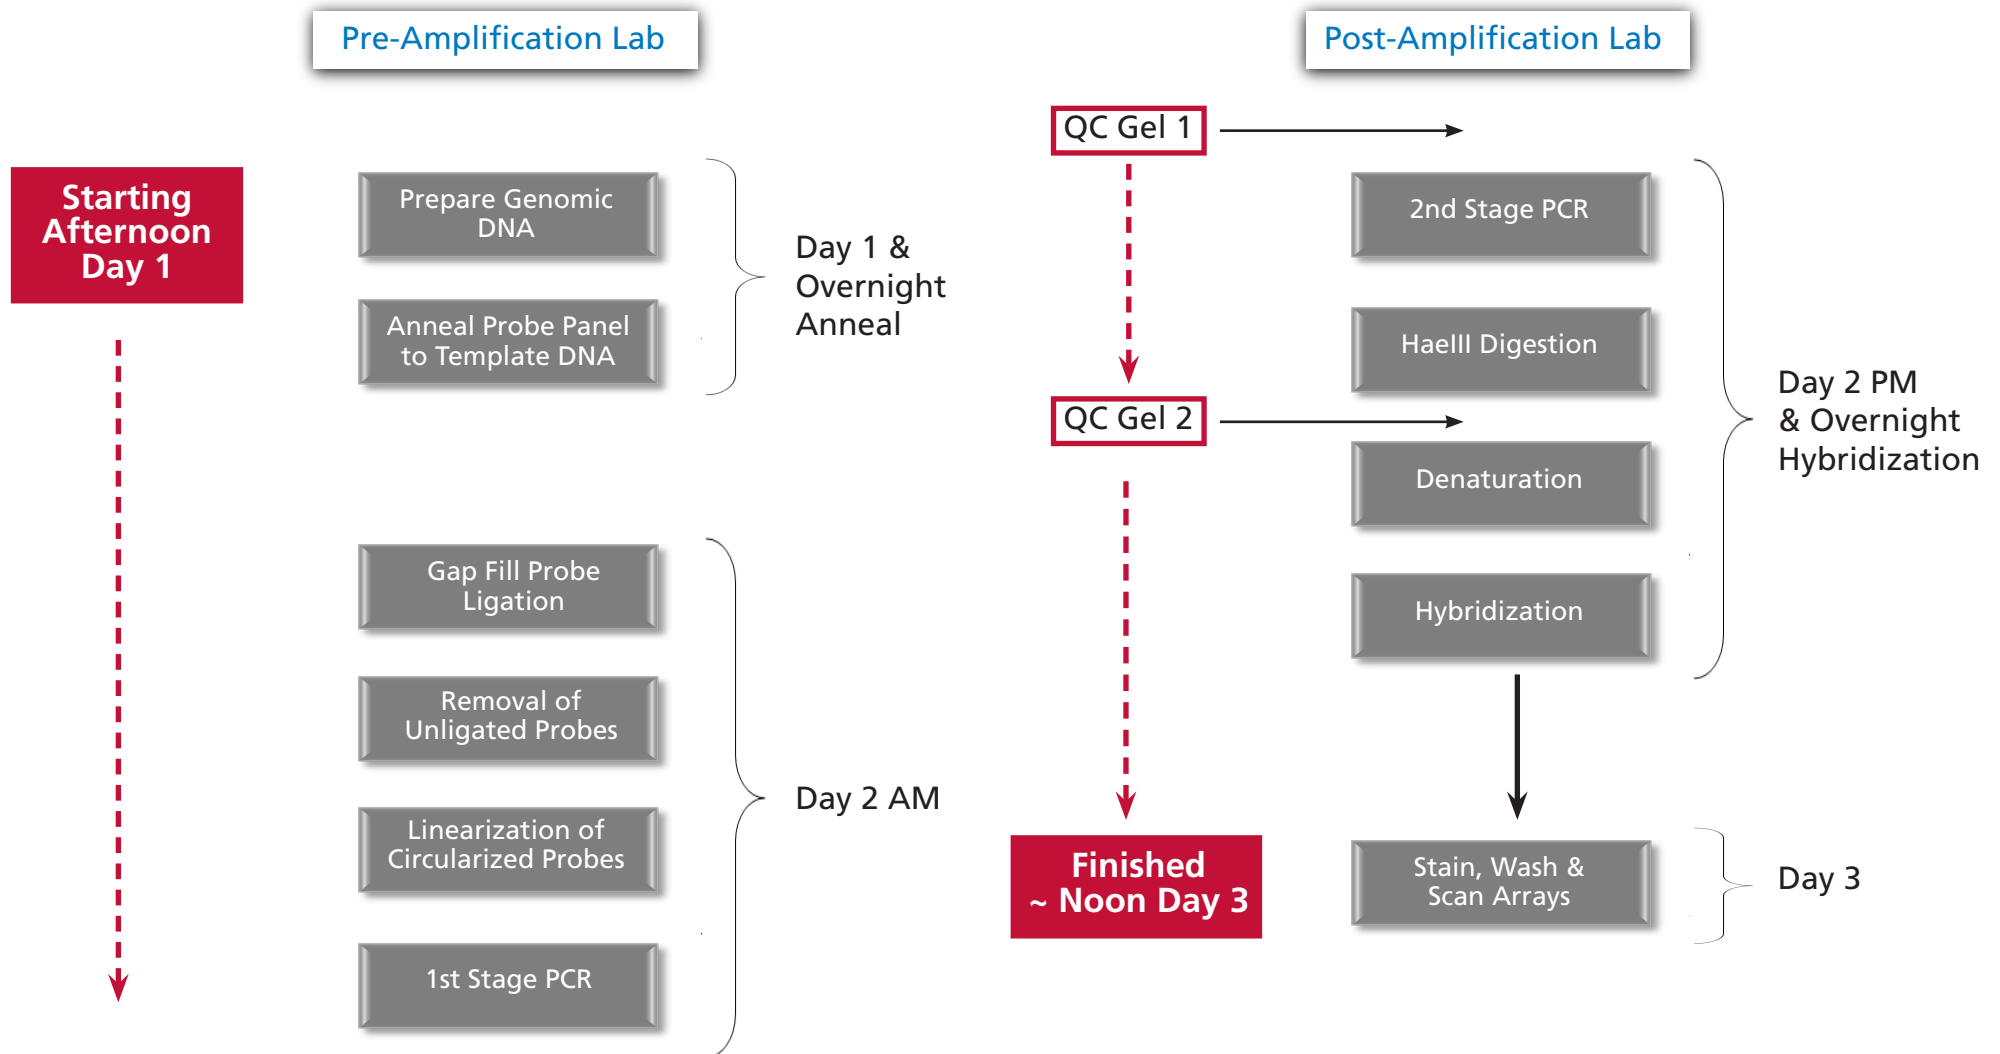 Pre-Amplification Lab
Starting
Afternoon
Day 1
Prepare Genomic
DNA
Anneal Probe Panel
to Template DNA
Day 1 &
Overnight
Anneal
Gap Fill Probe
Ligation
Removal of
Unligated Probes
Linearization of
Circularized Probes
1st Stage PCR
Day 2 AM
Post-Amplification Lab
QC Gel 1
2nd Stage PCR
HaeIII Digestion
QC Gel 2
Denaturation
Hybridization
Day 2 PM
& Overnight
Hybridization
Finished
~ Noon Day 3
Stain, Wash &
Scan Arrays
Day 3